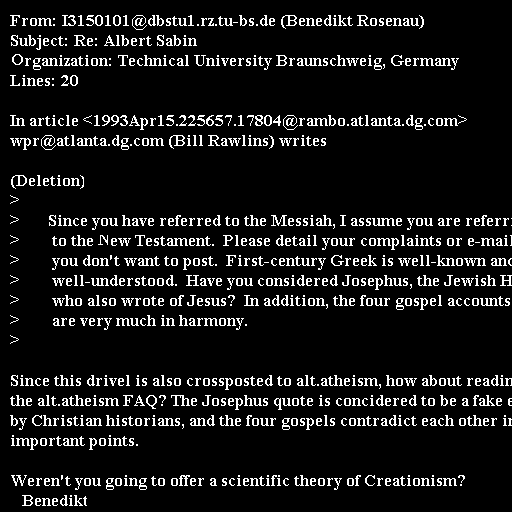 From: I3150101@dbstu1.rz.tu-bs.de (Benedikt Rosenau)
Subject: Re: Albert Sabin
Organization: Technical University Braunschweig, Germany
Lines: 20

In article <1993Apr15.225657.17804@rambo.atlanta.dg.com>
wpr@atlanta.dg.com (Bill Rawlins) writes

(Deletion)
>
> Since you have referred to the Messiah, I assume you are
> to the New Testament. Please detail your complaints or e-mail
> you don't want to post. First-century Greek is well-known
> well-understood. Have you considered Josephus, the Jewish
> who also wrote of Jesus? In addition, the four gospel accounts
> are very much in harmony.
>

Since this drivel is also crossposted to alt.atheism, how about
the alt.atheism FAQ? The Josephus quote is concidered to be a fake
by Christian historians, and the four gospels contradict each other
important points.

Weren't you going to offer a scientific theory of Creationism?
Benedikt